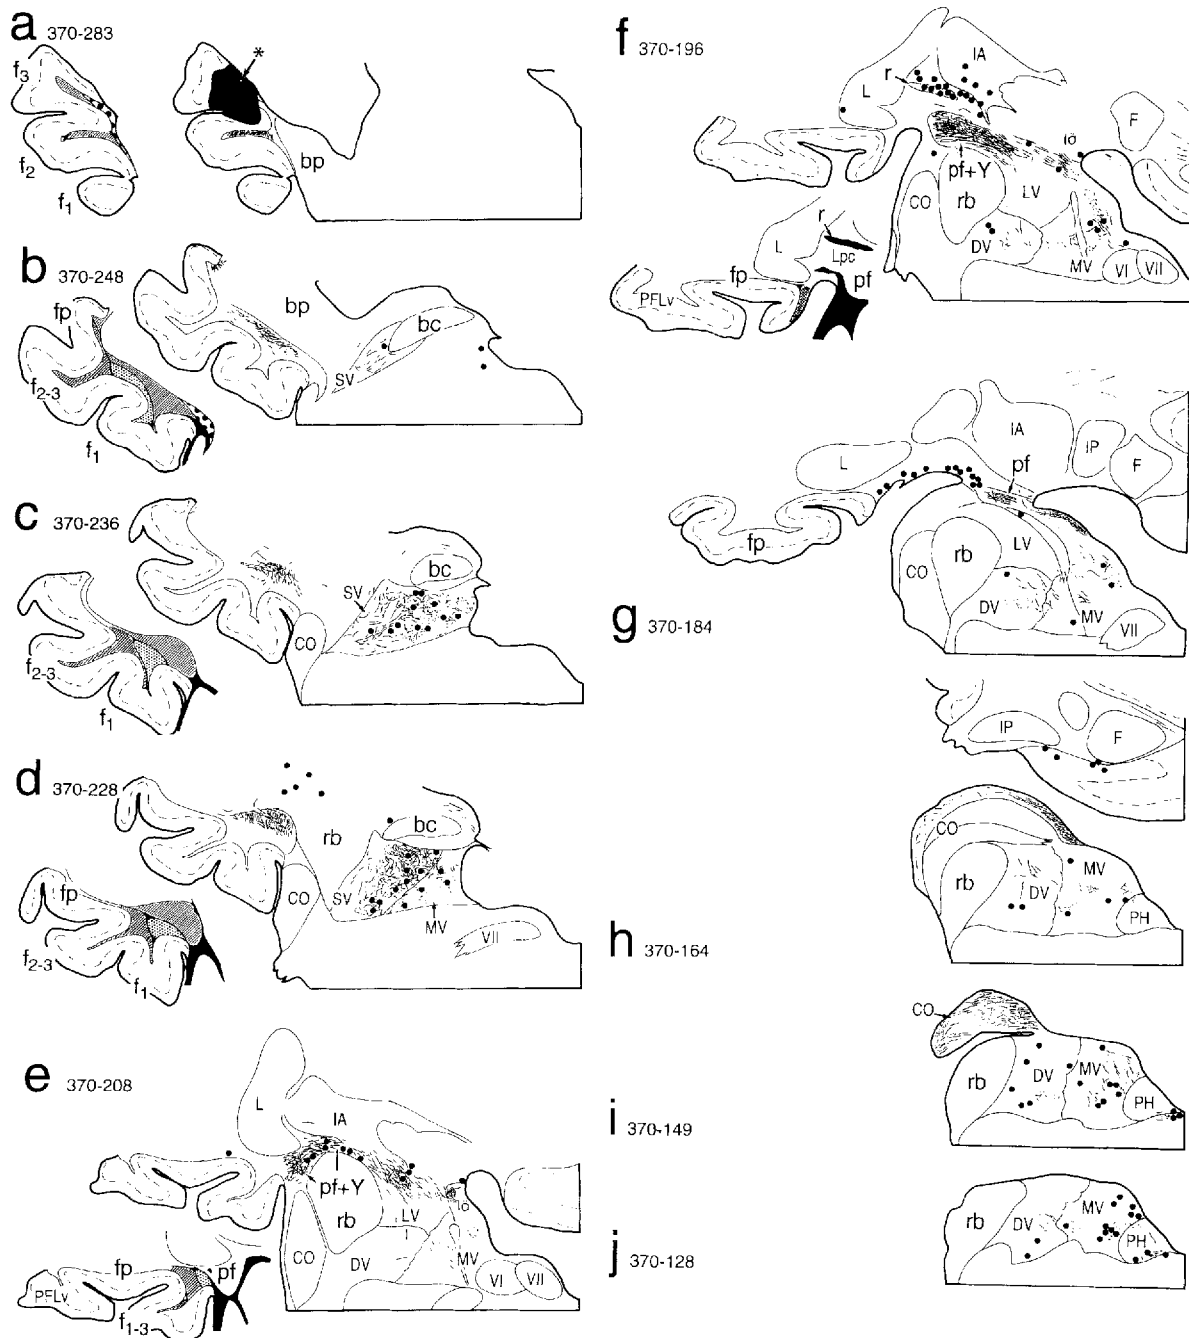 a 370-283
*
f3
f2
f1
bp
b 370-248
fp
f2-3
f1
bp
bc
SV
c 370-236
f2-3
f1
CO
SV
bc
d 370-228
fp
f2-3
f1
rb
bc
CO
SV
MV
VII
e 370-208
L
IA
pf+Y
rb
LV
CO
DV
MV
VI
VII
fp
pf
PFLv
f1-3
f 370-196
IA
L
r
F
pf+Y
CO
rb
LV
DV
MV
VI
VII
r
L
Lpc
fp
pf
PFLv
g 370-184
L
IA
IP
F
pf
fp
CO
rb
LV
DV
MV
VII
h 370-164
IP
F
CO
rb
DV
MV
PH
i 370-149
CO
rb
DV
MV
PH
j 370-128
rb
DV
MV
PH